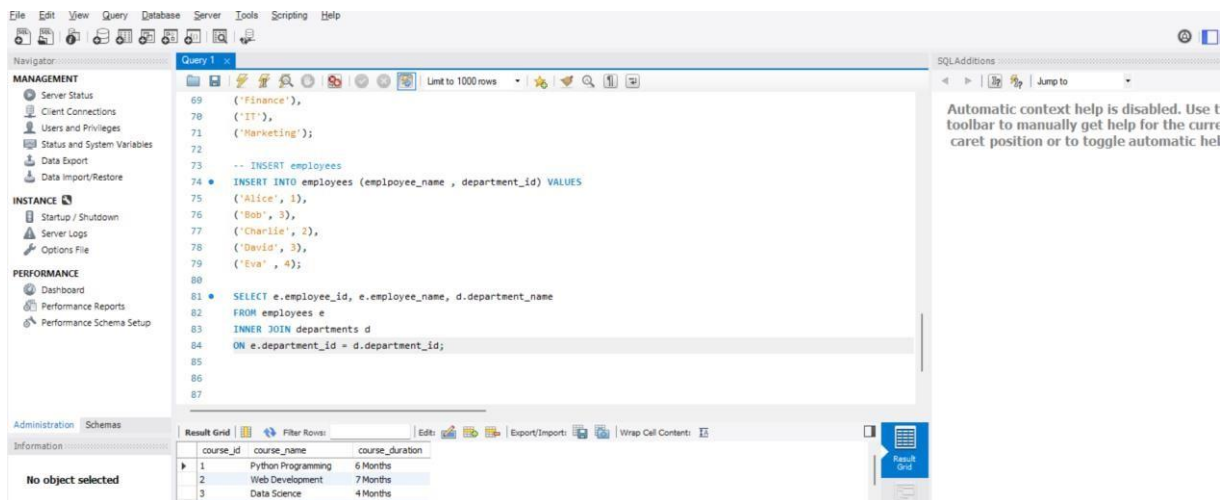 File Edit View Query Database Server Tools Scripting Help
Navigator
MANAGEMENT
Server Status
Client Connections
Users and Privileges
Status and System Variables
Data Export
Data Import/Restore
INSTANCE
Startup / Shutdown
Server Logs
Options File
PERFORMANCE
Dashboard
Performance Reports
Performance Schema Setup
Administration Schemas
Information
No object selected
Query 1 ×
Limit to 1000 rows
69 ('Finance'),
70 ('IT'),
71 ('Marketing');
72
73 -- INSERT employees
74 INSERT INTO employees (emplpoyee_name , department_id) VALUES
75 ('Alice', 1),
76 ('Bob', 3),
77 ('Charlie', 2),
78 ('David', 3),
79 ('Eva' , 4);
80
81 SELECT e.employee_id, e.employee_name, d.department_name
82 FROM employees e
83 INNER JOIN departments d
84 ON e.department_id = d.department_id;
85
86
87
Result Grid Filter Rows: Edit: Export/Import: Wrap Cell Content:
course_id course_name course_duration
1 Python Programming 6 Months
2 Web Development 7 Months
3 Data Science 4 Months
Result
Grid
SQLAdditions
Jump to
Automatic context help is disabled. Use t
toolbar to manually get help for the curre
caret position or to toggle automatic hel